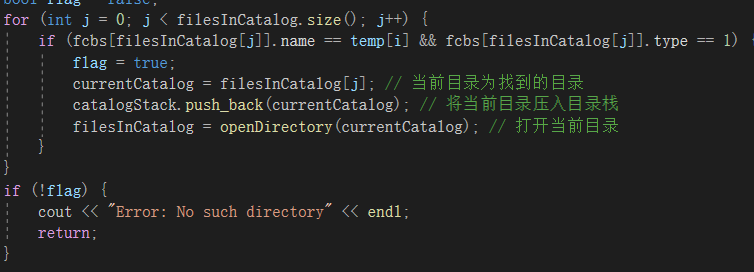 bool flag = false;
for (int j = 0; j < filesInCatalog.size(); j++) {
if (fcbs[filesInCatalog[j]].name == temp[i] && fcbs[filesInCatalog[j]].type == 1) {
flag = true;
currentCatalog = filesInCatalog[j]; // 当前目录为找到的目录
catalogStack.push_back(currentCatalog); // 将当前目录压入目录栈
filesInCatalog = openDirectory(currentCatalog); // 打开当前目录
}
}
if (!flag) {
cout << "Error: No such directory" << endl;
return;
}